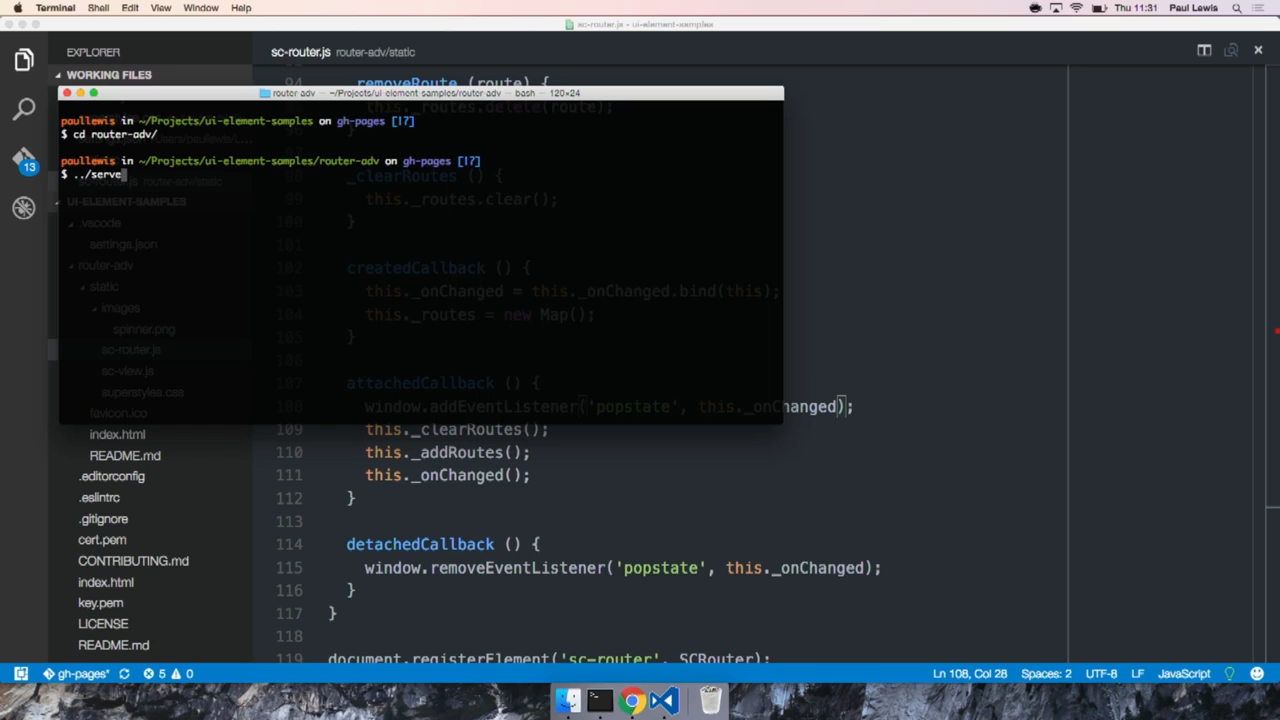 Terminal Shell Edit View Window Help Thu 11:31 Paul Lewis
sc-router.js - ui-element-samples
EXPLORER
WORKING FILES
sc-router.js router-adv/static
13
UI-ELEMENT-SAMPLES
.vscode
settings.json
router-adv
static
images
spinner.png
sc-router.js
sc-view.js
superstyles.css
favicon.ico
index.html
README.md
.editorconfig
.eslintrc
.gitignore
cert.pem
CONTRIBUTING.md
index.html
key.pem
LICENSE
README.md
router-adv — ~/Projects/ui-element-samples/router-adv — bash — 120×24
paullewis in ~/Projects/ui-element-samples on gh-pages [!?]
$ cd router-adv/
paullewis in ~/Projects/ui-element-samples/router-adv on gh-pages [!?]
$ ../serve
94 _removeRoute (route) {
this._routes.delete(route);
98 _clearRoutes () {
99 this._routes.clear();
100 }
101
102 createdCallback () {
103 this._onChanged = this._onChanged.bind(this);
104 this._routes = new Map();
105 }
106
107 attachedCallback () {
108 window.addEventListener('popstate', this._onChanged);
109 this._clearRoutes();
110 this._addRoutes();
111 this._onChanged();
112 }
113
114 detachedCallback () {
115 window.removeEventListener('popstate', this._onChanged);
116 }
117 }
118
119 document.registerElement('sc-router', SCRouter);
gh-pages* 5 0 Ln 108, Col 28 Spaces: 2 UTF-8 LF JavaScript